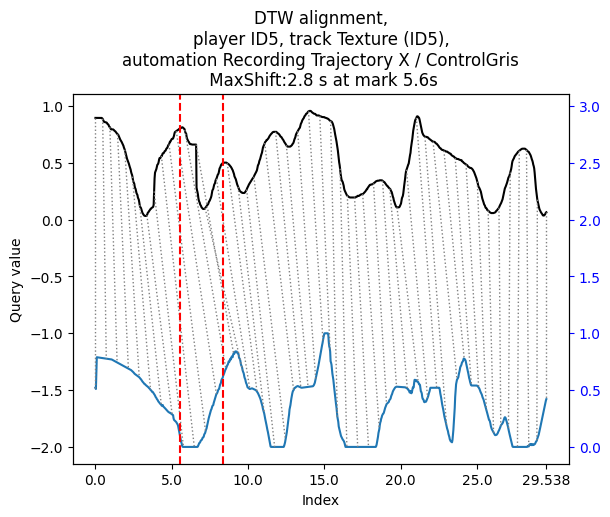 DTW alignment,
player ID5, track Texture (ID5),
automation Recording Trajectory X / ControlGris
MaxShift:2.8 s at mark 5.6s
1.0
0.5
0.0
−0.5
−1.0
−1.5
−2.0
Query value
3.0
2.5
2.0
1.5
1.0
0.5
0.0
0.0 5.0 10.0 15.0 20.0 25.0 29.538
Index